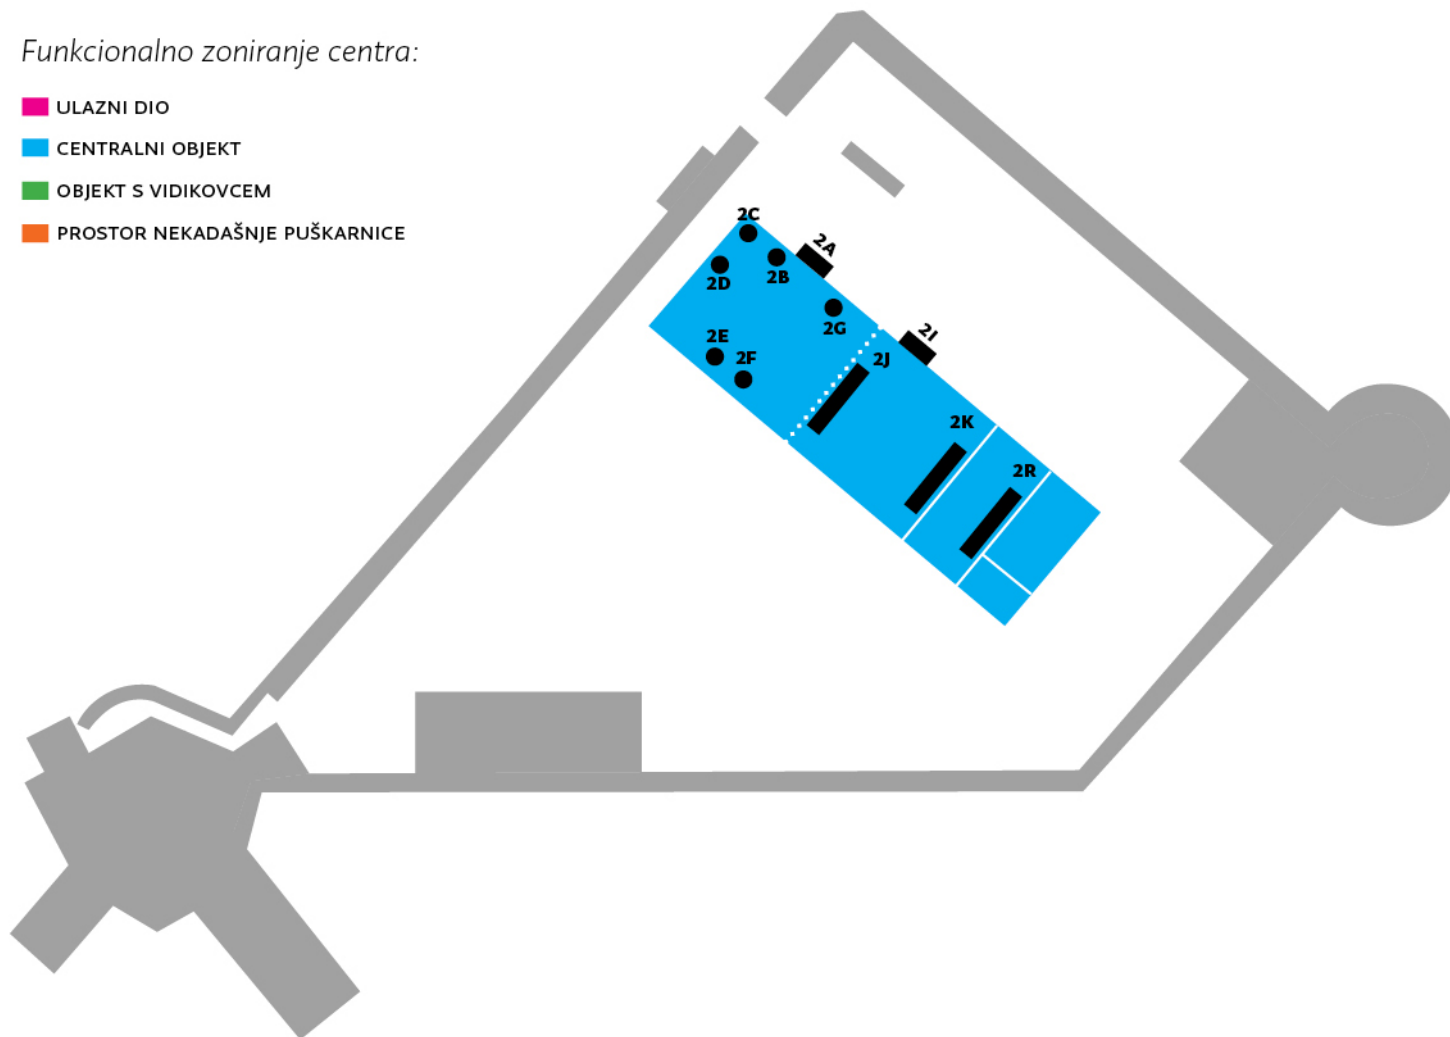 Funkcionalno zoniranje centra:
ULAZNI DIO
CENTRALNI OBJEKT
OBJEKT S VIDIKOVCEM
PROSTOR NEKADAŠNJE PUŠKARNICE
2C
2A
2D
2B
2G
2E
2F
2I
2J
2K
2R